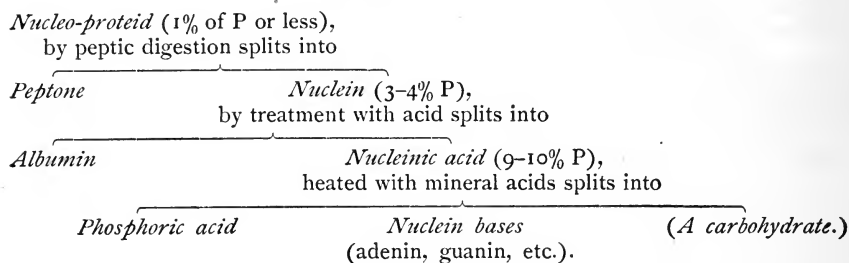 Nucleo-proteid (1% of P or less),
by peptic digestion splits into
Peptone Nuclein (3-4% P),
by treatment with acid splits into
Albumin Nucleinic acid (9-10% P),
heated with mineral acids splits into
Phosphoric acid Nuclein bases (A carbohydrate.)
(adenin, guanin, etc.).